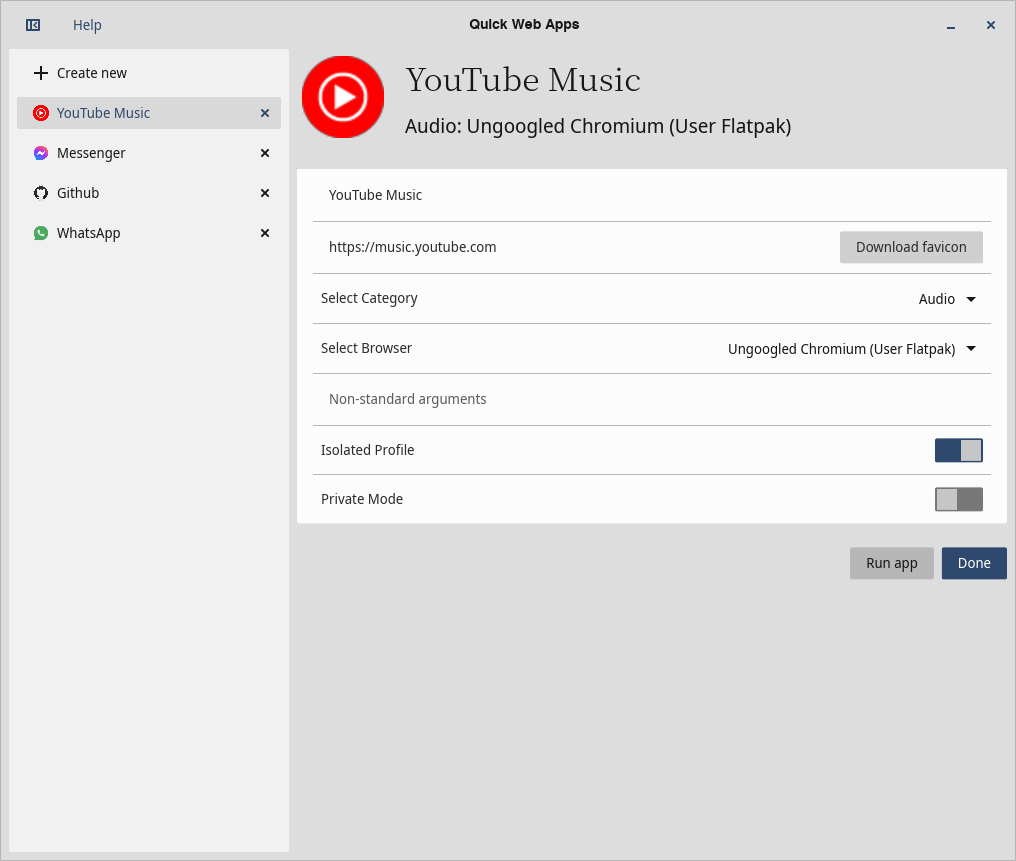 Help
Quick Web Apps
Create new
YouTube Music
Messenger
Github
WhatsApp
YouTube Music
Audio: Ungoogled Chromium (User Flatpak)
YouTube Music
https://music.youtube.com
Download favicon
Select Category
Audio
Select Browser
Ungoogled Chromium (User Flatpak)
Non-standard arguments
Isolated Profile
Private Mode
Run app
Done